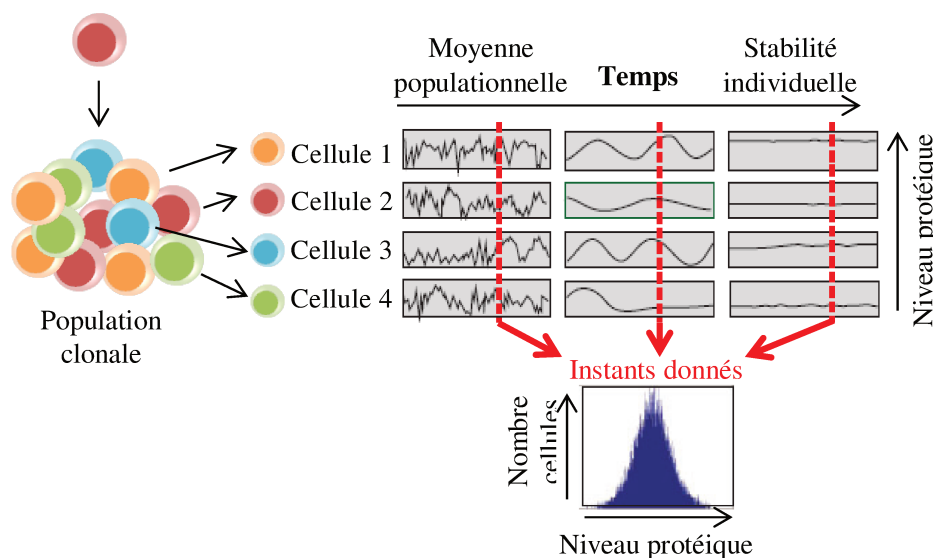 Moyenne
populationnelle
Temps
Stabilité
individuelle
Cellule 1
Cellule 2
Cellule 3
Cellule 4
Niveau protéique
Population
clonale
Instants donnés
Nombre
cellules
Niveau protéique